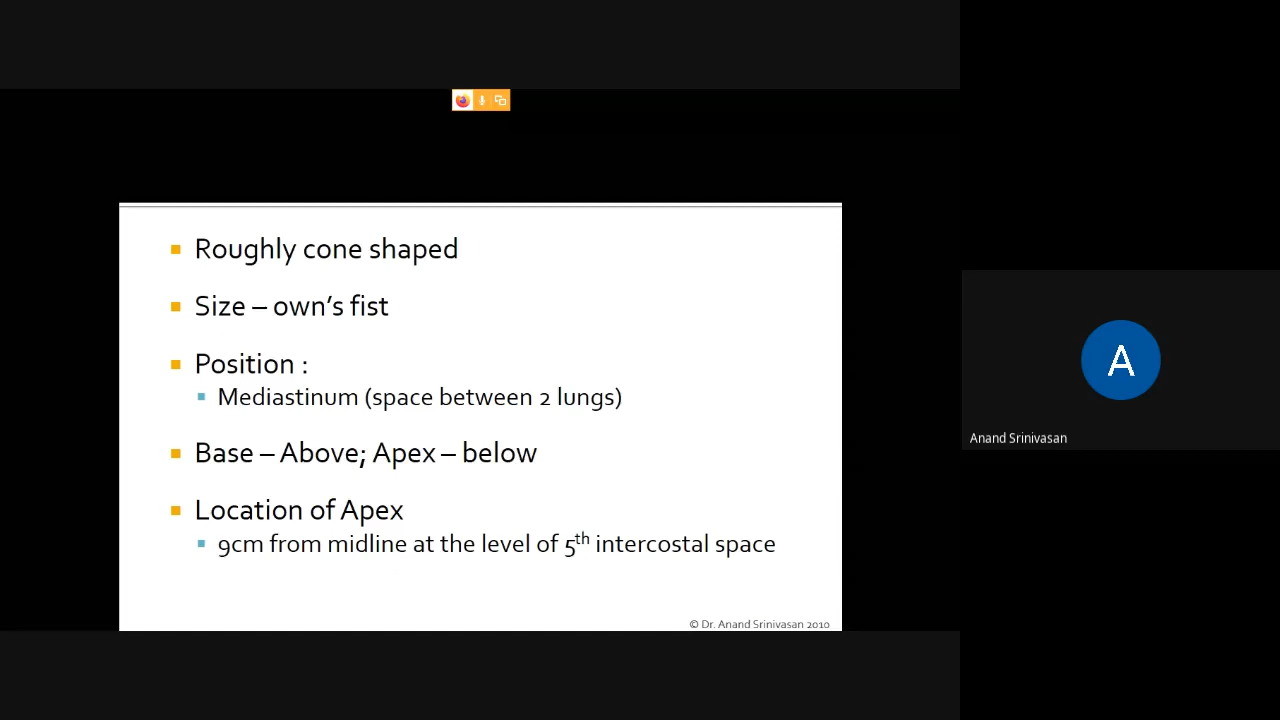 Roughly cone shaped
Size – own's fist
Position :
Mediastinum (space between 2 lungs)
Base – Above; Apex – below
Location of Apex
9cm from midline at the level of 5th intercostal space
© Dr. Anand Srinivasan 2010
A
Anand Srinivasan